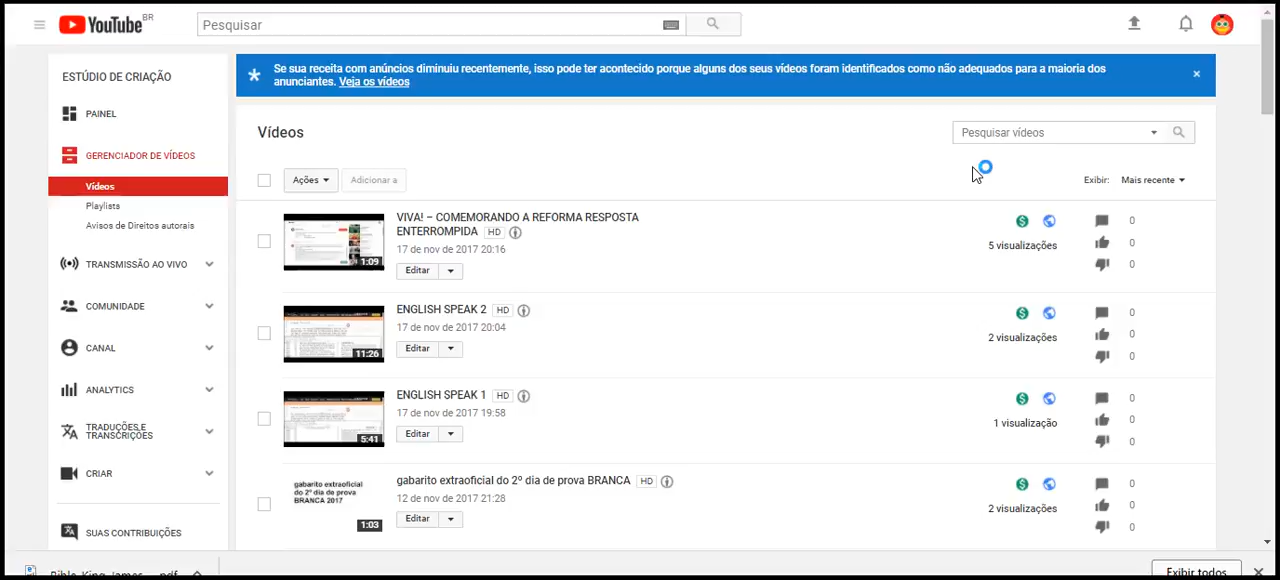 YouTube BR
Pesquisar
ESTÚDIO DE CRIAÇÃO
PAINEL
GERENCIADOR DE VÍDEOS
Vídeos
Playlists
Avisos de Direitos autorais
TRANSMISSÃO AO VIVO
COMUNIDADE
CANAL
ANALYTICS
TRADUÇÕES E
TRANSCRIÇÕES
CRIAR
SUAS CONTRIBUIÇÕES
Se sua receita com anúncios diminuiu recentemente, isso pode ter acontecido porque alguns dos seus vídeos foram identificados como não adequados para a maioria dos
anunciantes. Veja os vídeos
Vídeos
Pesquisar vídeos
Ações
Adicionar a
Exibir: Mais recente
1:09
VIVA! – COMEMORANDO A REFORMA RESPOSTA
ENTERROMPIDA HD
17 de nov de 2017 20:16
Editar
5 visualizações
0
0
0
11:26
ENGLISH SPEAK 2 HD
17 de nov de 2017 20:04
Editar
2 visualizações
0
0
0
5:41
ENGLISH SPEAK 1 HD
17 de nov de 2017 19:58
Editar
1 visualização
0
0
0
gabarito extraoficial
do 2º dia de prova
BRANCA 2017
1:03
gabarito extraoficial do 2º dia de prova BRANCA HD
12 de nov de 2017 21:28
Editar
2 visualizações
0
0
0
Bible_King_James_....pdf
Exibir todos